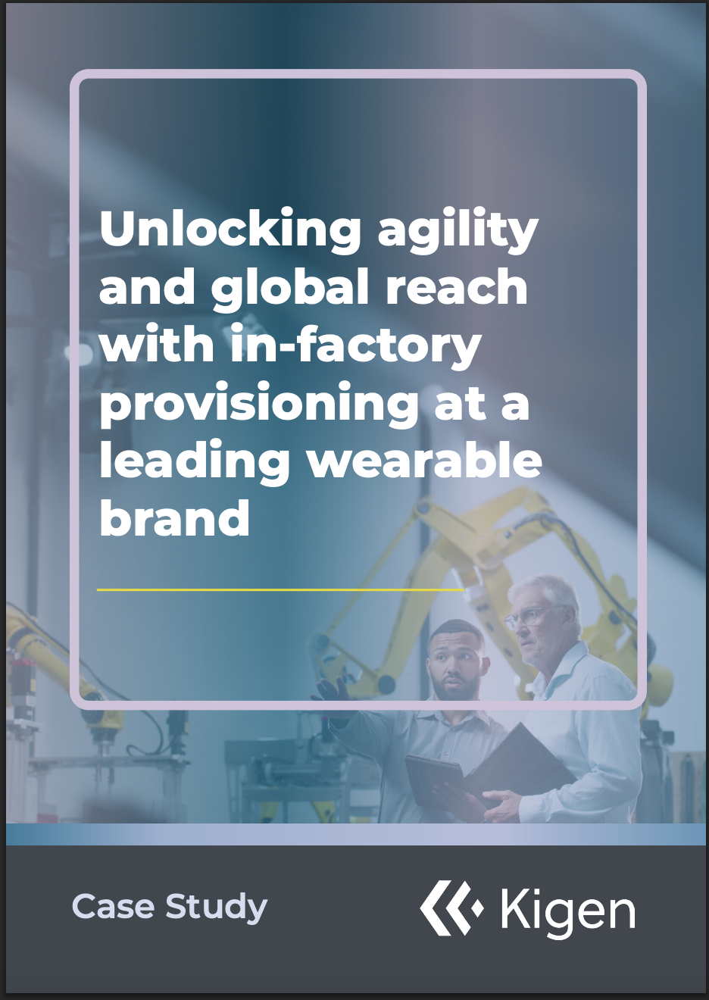 Unlocking agility
and global reach
with in-factory
provisioning at a
leading wearable
brand
Case Study
Kigen